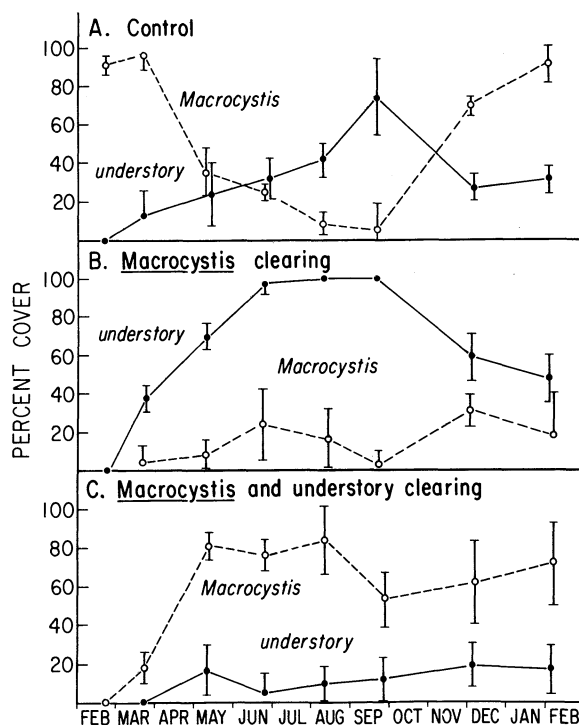 A. Control
100
80
60
40
20
Macrocystis
understory
B. Macrocystis clearing
100
80
60
40
20
understory
Macrocystis
C. Macrocystis and understory clearing
100
80
60
40
20
Macrocystis
understory
PERCENT COVER
FEB MAR APR MAY JUN JUL AUG SEP OCT NOV DEC JAN FEB